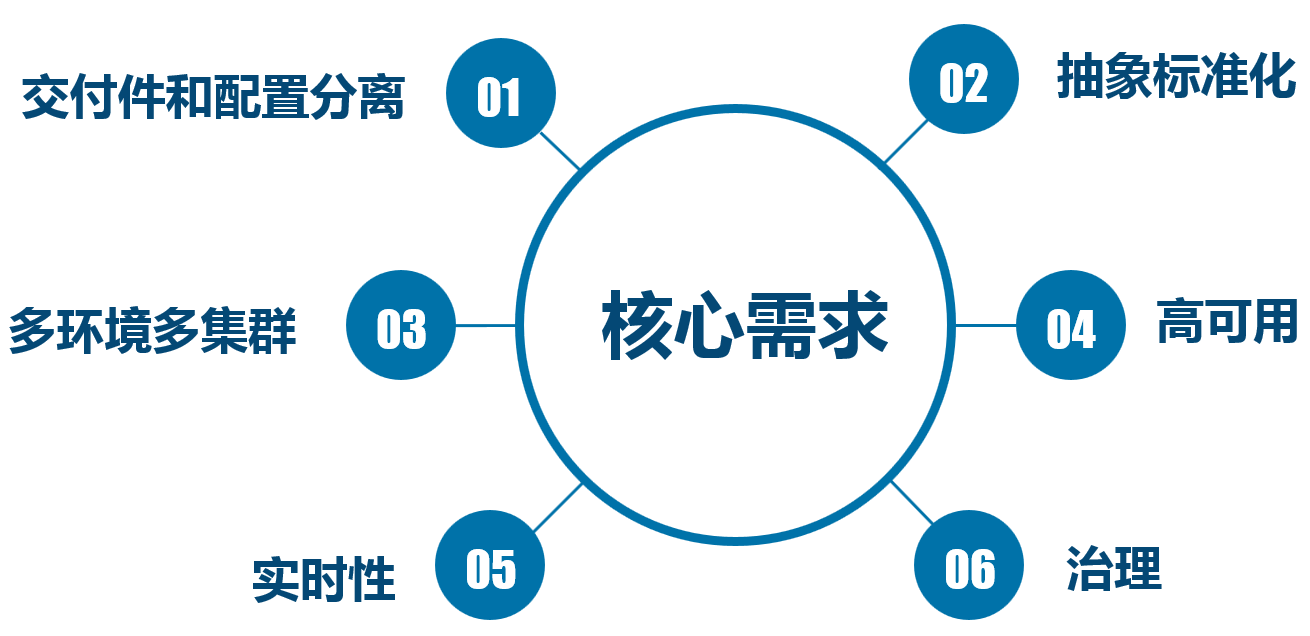 交付件和配置分离
01
02
抽象标准化
多环境多集群
03
核心需求
04
高可用
实时性
05
06
治理